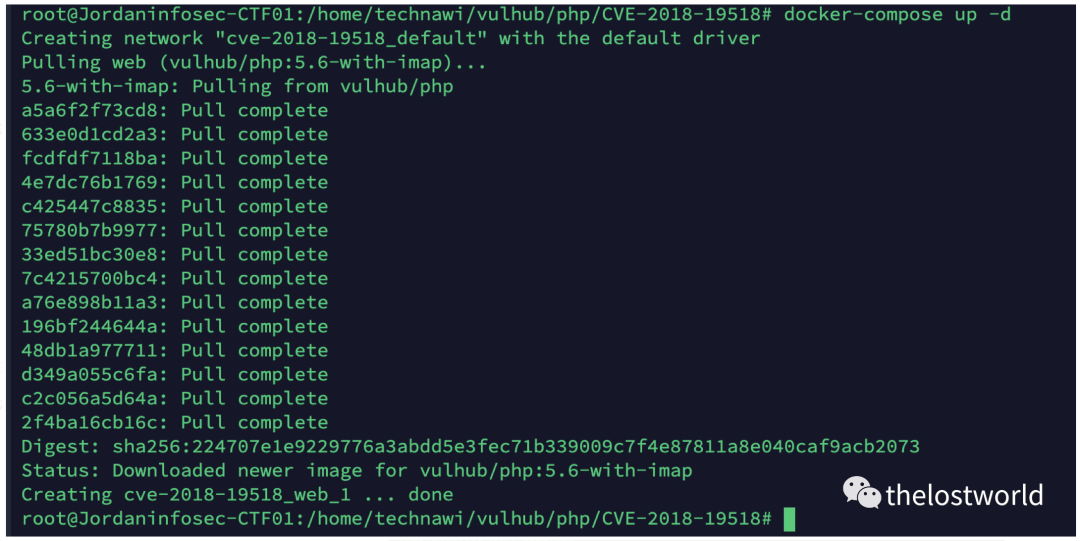 root@Jordaninfosec-CTF01:/home/technawi/vulhub/php/CVE-2018-19518# docker-compose up -d
Creating network "cve-2018-19518_default" with the default driver
Pulling web (vulhub/php:5.6-with-imap)...
5.6-with-imap: Pulling from vulhub/php
a5a6f2f73cd8: Pull complete
633e0d1cd2a3: Pull complete
fcdfdf7118ba: Pull complete
4e7dc76b1769: Pull complete
c425447c8835: Pull complete
75780b7b9977: Pull complete
33ed51bc30e8: Pull complete
7c4215700bc4: Pull complete
a76e898b11a3: Pull complete
196bf244644a: Pull complete
48db1a977711: Pull complete
d349a055c6fa: Pull complete
c2c056a5d64a: Pull complete
2f4ba16cb16c: Pull complete
Digest: sha256:224707e1e9229776a3abdd5e3fec71b339009c7f4e87811a8e040caf9acb2073
Status: Downloaded newer image for vulhub/php:5.6-with-imap
Creating cve-2018-19518_web_1 ... done
root@Jordaninfosec-CTF01:/home/technawi/vulhub/php/CVE-2018-19518#
thelostworld